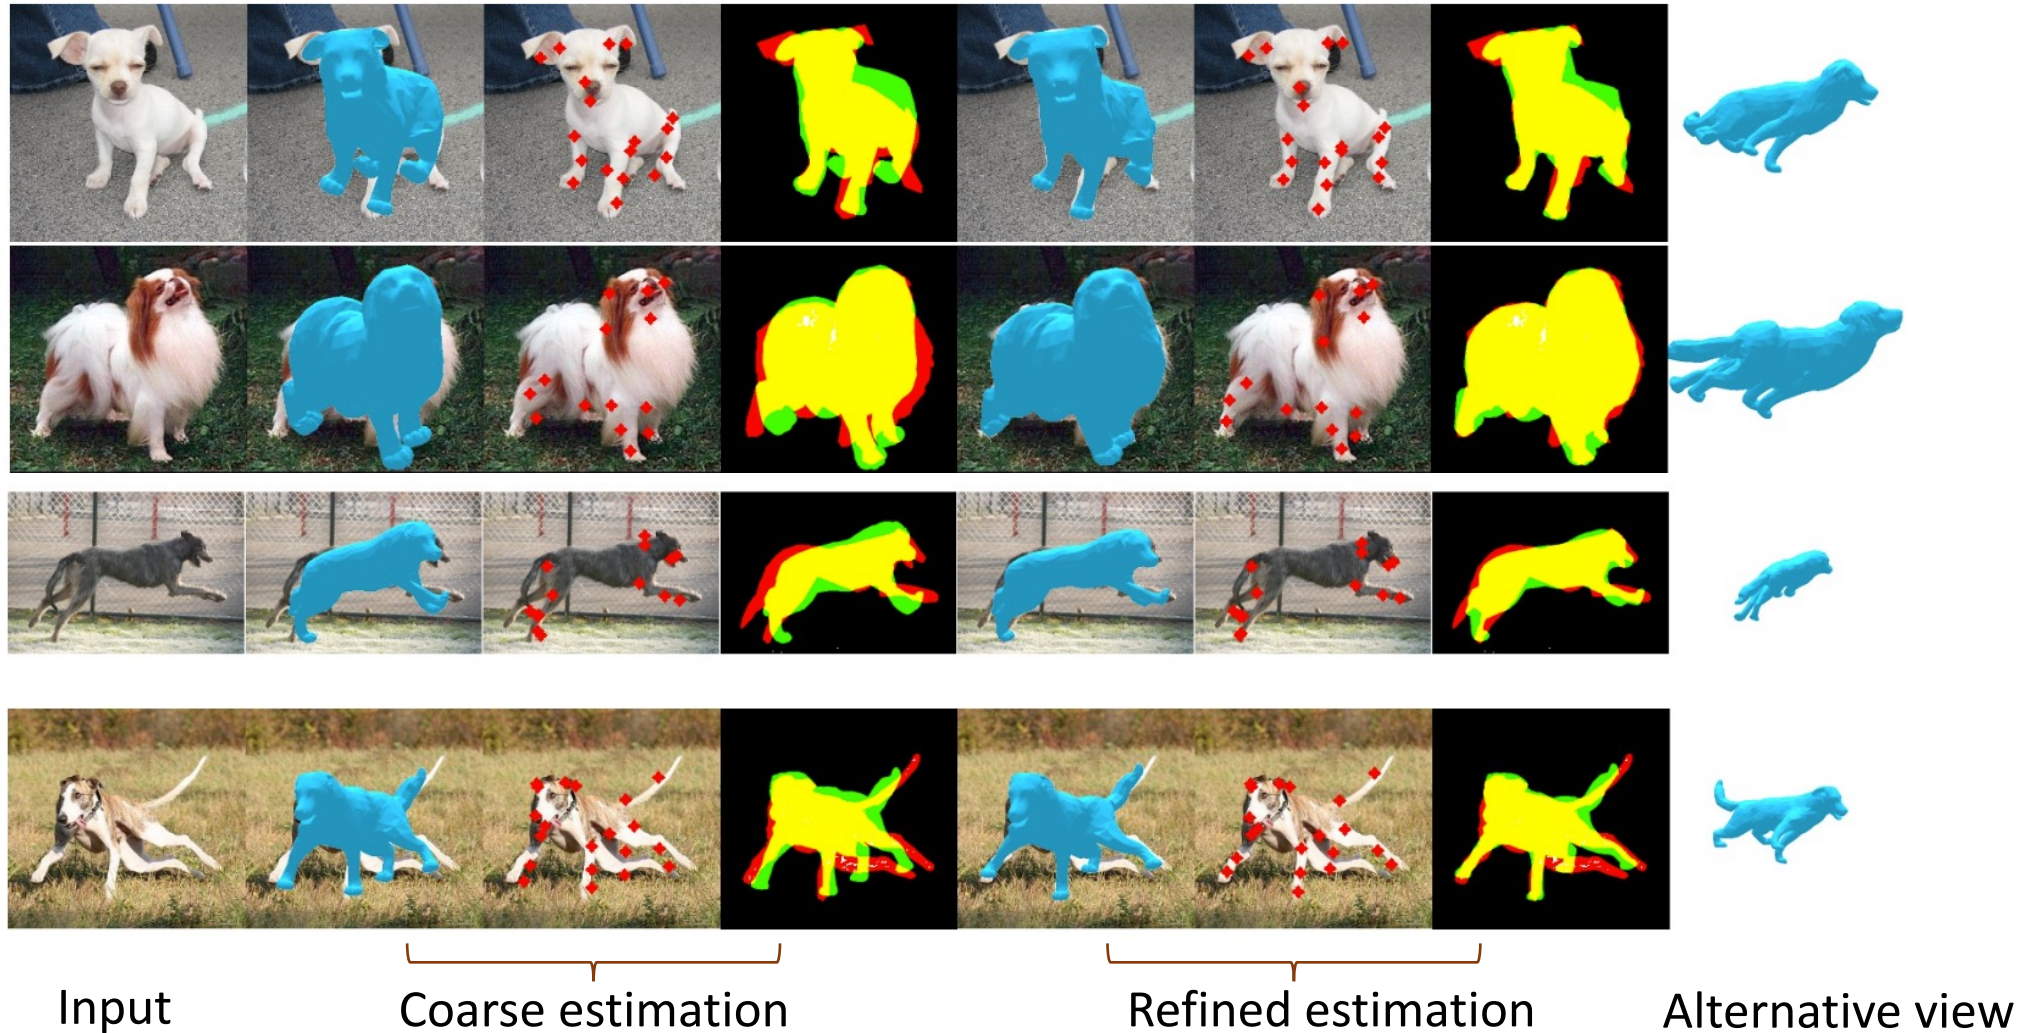 Input
Coarse estimation
Refined estimation
Alternative view